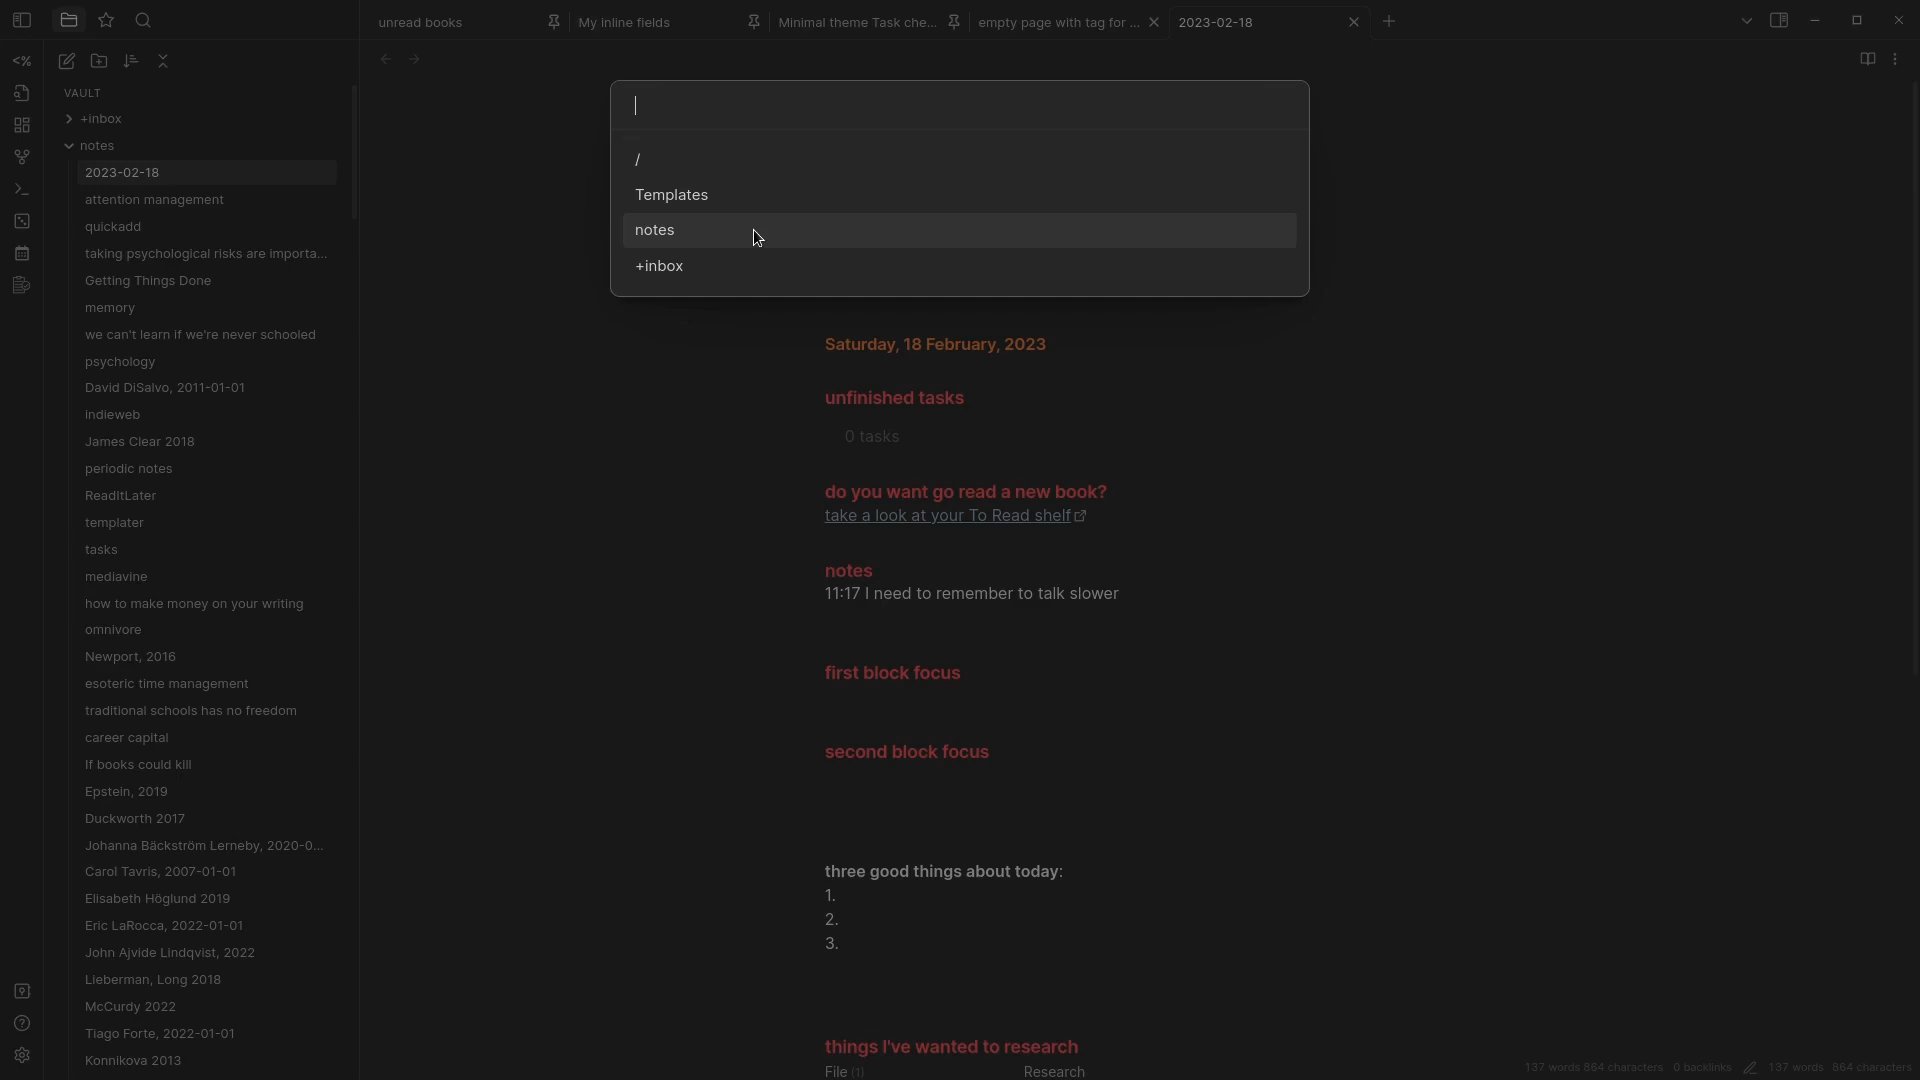 unread books
My inline fields
Minimal theme Task che...
empty page with tag for ...
2023-02-18
VAULT
+inbox
notes
2023-02-18
attention management
quickadd
taking psychological risks are importa...
Getting Things Done
memory
we can't learn if we're never schooled
psychology
David DiSalvo, 2011-01-01
indieweb
James Clear 2018
periodic notes
ReadItLater
templater
tasks
mediavine
how to make money on your writing
omnivore
Newport, 2016
esoteric time management
traditional schools has no freedom
career capital
If books could kill
Epstein, 2019
Duckworth 2017
Johanna Bäckström Lerneby, 2020-0...
Carol Tavris, 2007-01-01
Elisabeth Höglund 2019
Eric LaRocca, 2022-01-01
John Ajvide Lindqvist, 2022
Lieberman, Long 2018
McCurdy 2022
Tiago Forte, 2022-01-01
Konnikova 2013
/
Templates
notes
+inbox
Saturday, 18 February, 2023
unfinished tasks
0 tasks
do you want go read a new book?
take a look at your To Read shelf
notes
11:17 I need to remember to talk slower
first block focus
second block focus
three good things about today:
1.
2.
3.
things I've wanted to research
File (1) Research
137 words 864 characters 0 backlinks 137 words 864 characters